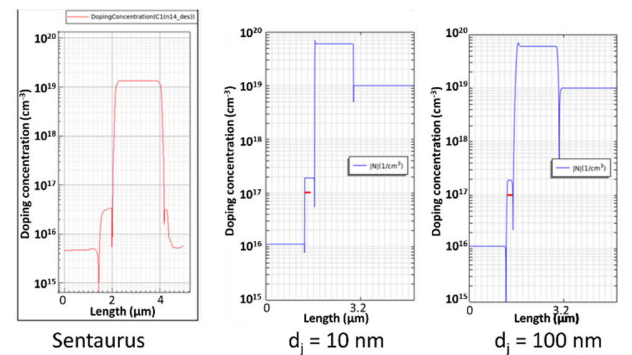 DopingConcentration(C1(n14_des))
Doping concentration (cm⁻³)
10²⁰
10¹⁹
10¹⁸
10¹⁷
10¹⁶
10¹⁵
0 2 4
Length (μm)
Sentaurus
Doping concentration (cm⁻³)
10²⁰
10¹⁹
10¹⁸
10¹⁷
10¹⁶
10¹⁵
|N|(1/cm³)
0 3.2
Length (μm)
dⱼ = 10 nm
Doping concentration (cm⁻³)
10²⁰
10¹⁹
10¹⁸
10¹⁷
10¹⁶
10¹⁵
|N|(1/cm³)
0 3.2
Length (μm)
dⱼ = 100 nm